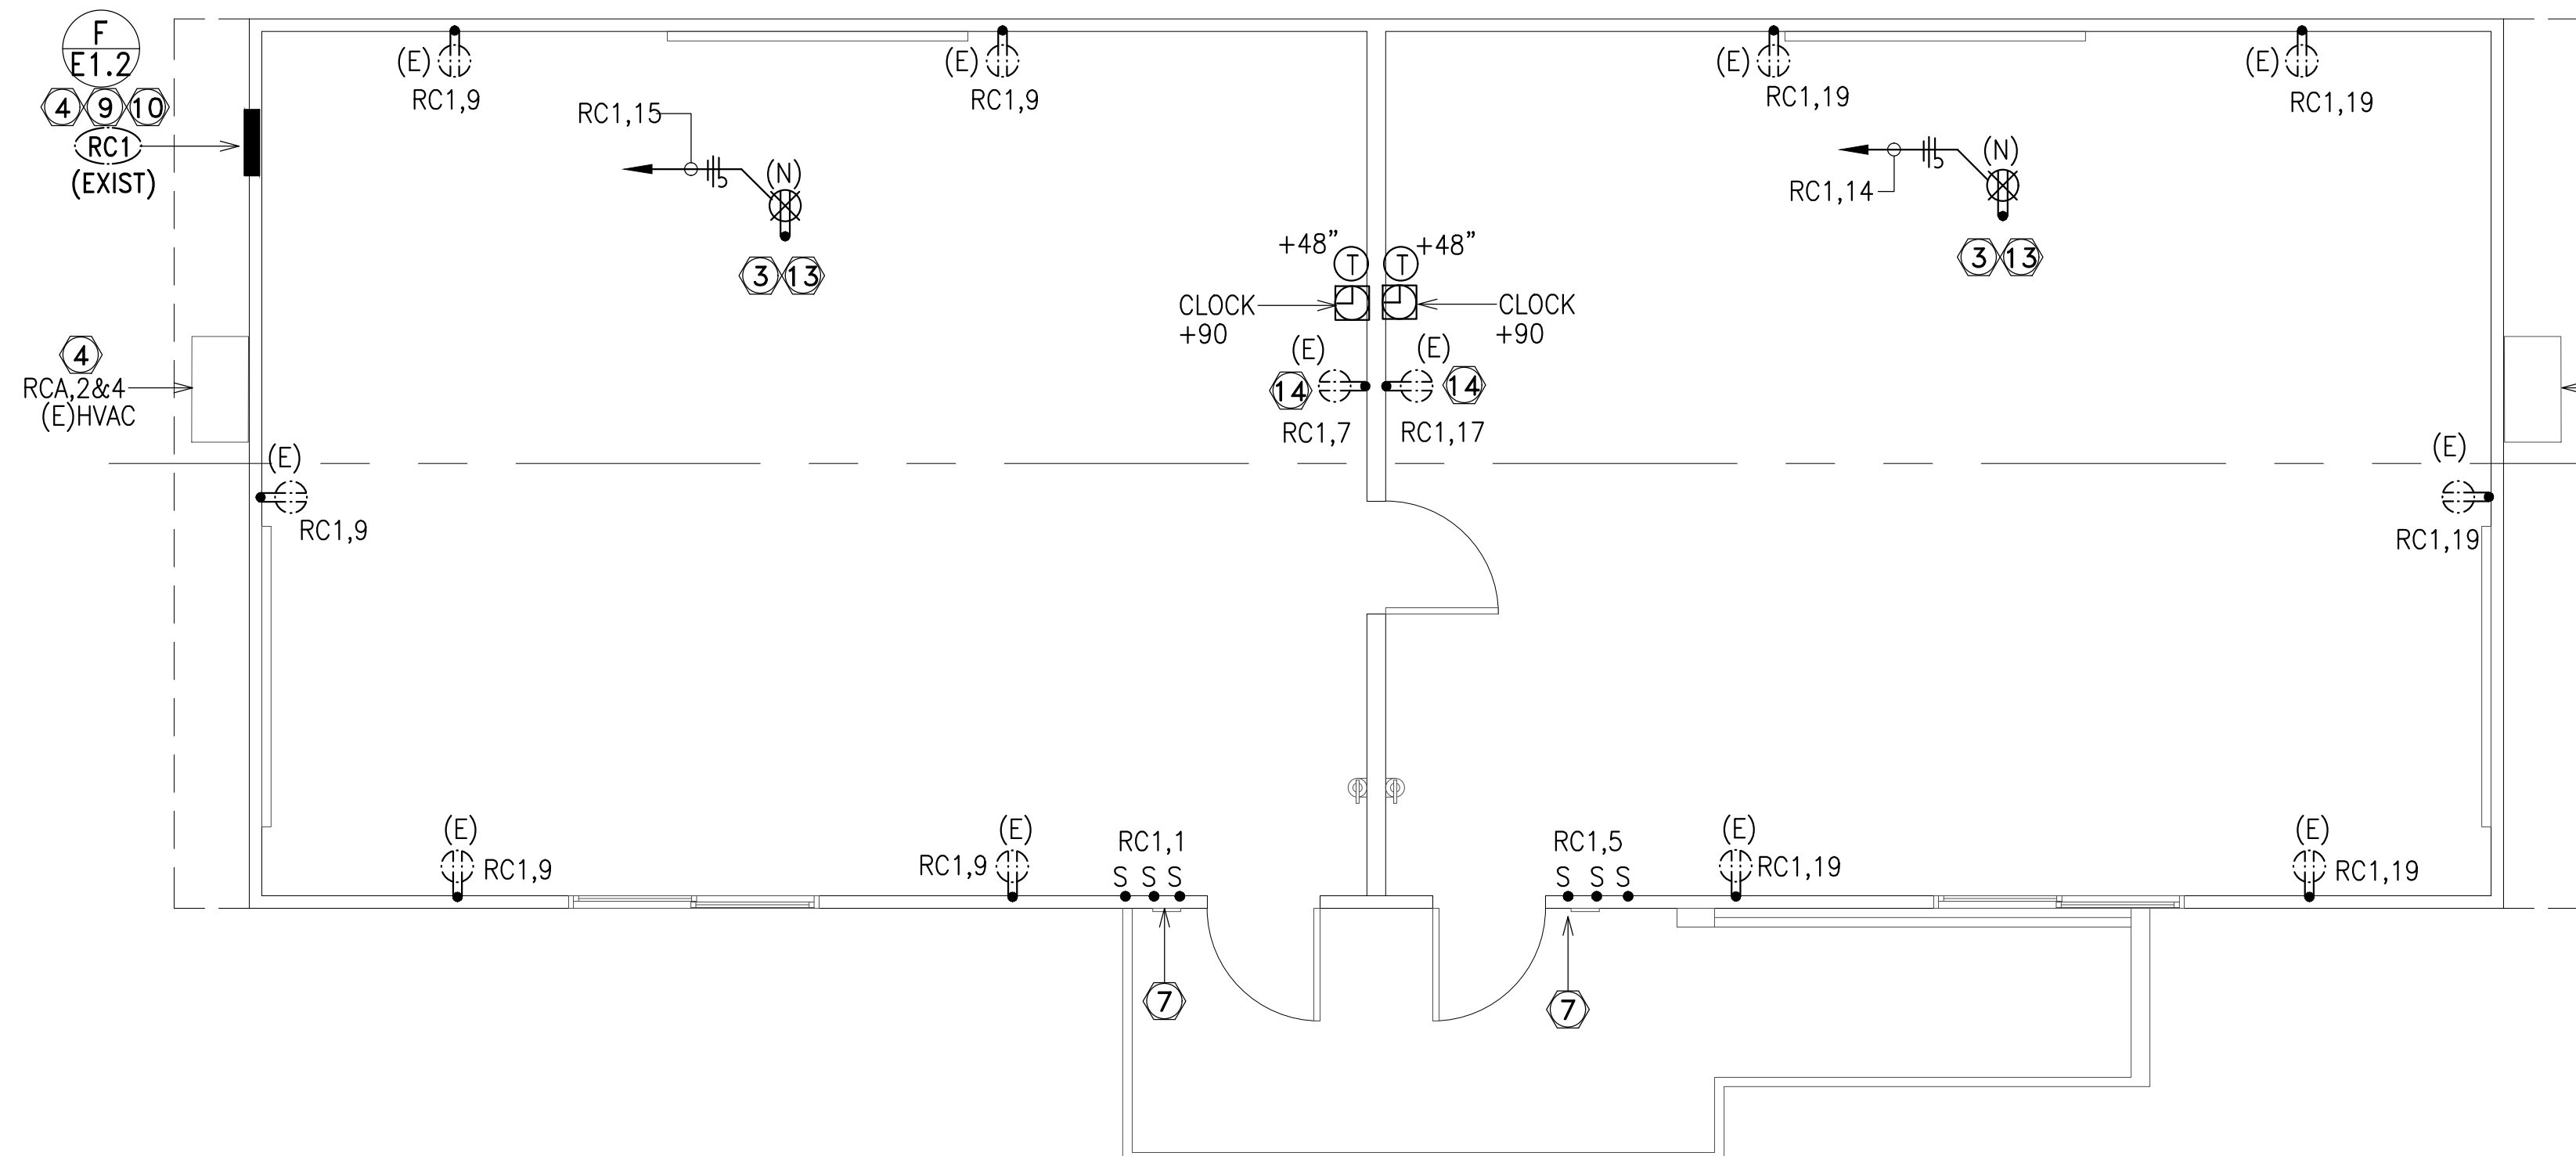 F
E1.2
4 9 10
RC1
(EXIST)
(E)
RC1,9
(E)
RC1,9
(E)
RC1,19
(E)
RC1,19
RC1,15
(N)
3 13
RC1,14
(N)
3 13
+48"
T
T
+48"
CLOCK
+90
CLOCK
+90
(E)
14
RC1,7
(E)
14
RC1,17
4
RCA,2&4
(E)HVAC
(E)
RC1,9
(E)
RC1,19
(E)
RC1,9
(E)
RC1,9
RC1,1
S S S
RC1,5
S S S
(E)
RC1,19
(E)
RC1,19
7
7